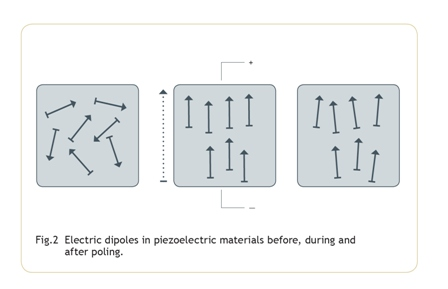 +
–
Fig.2 Electric dipoles in piezoelectric materials before, during and
after poling.